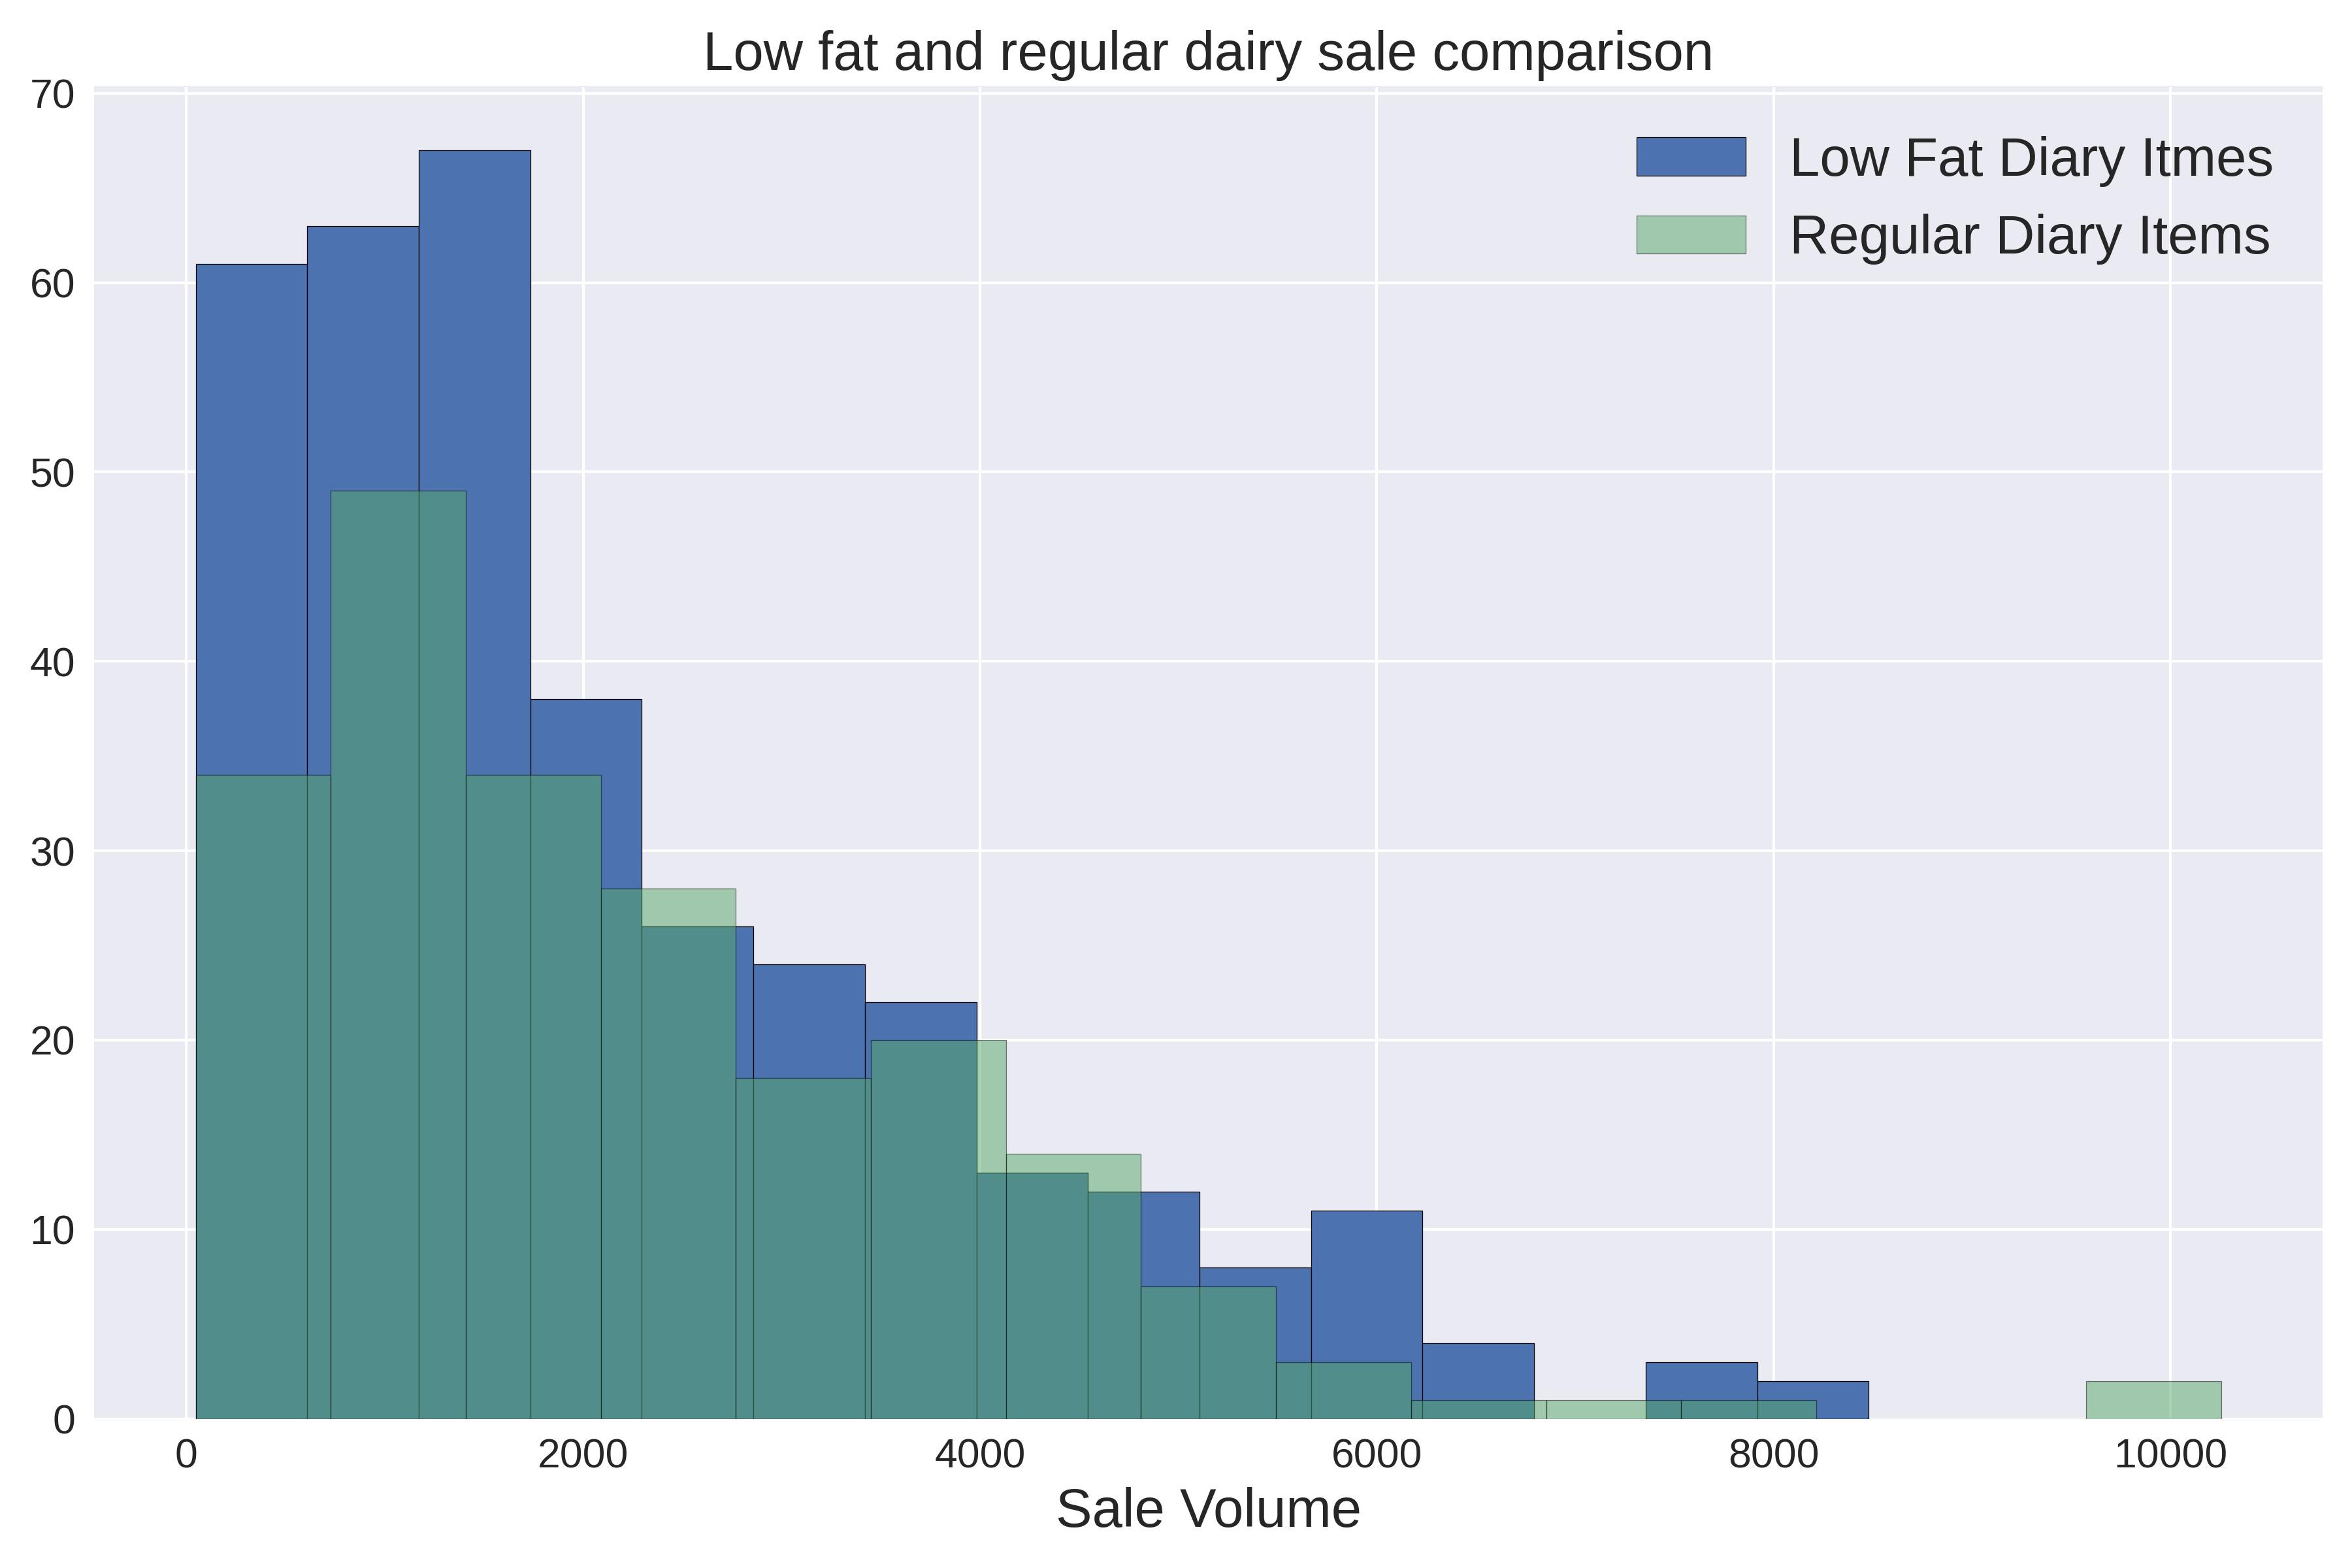 Low fat and regular dairy sale comparison
70
60
50
40
30
20
10
0
Low Fat Diary Itmes
Regular Diary Items
0 2000 4000 6000 8000 10000
Sale Volume